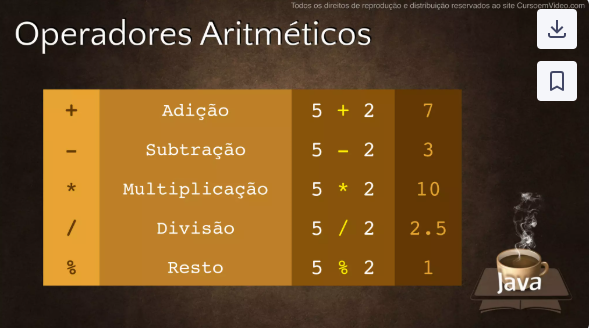 Todos os direitos de reprodução e distribuição reservados ao site CursoemVideo.com
Operadores Aritméticos
+ Adição 5 + 2 7
- Subtração 5 - 2 3
* Multiplicação 5 * 2 10
/ Divisão 5 / 2 2.5
% Resto 5 % 2 1
Java